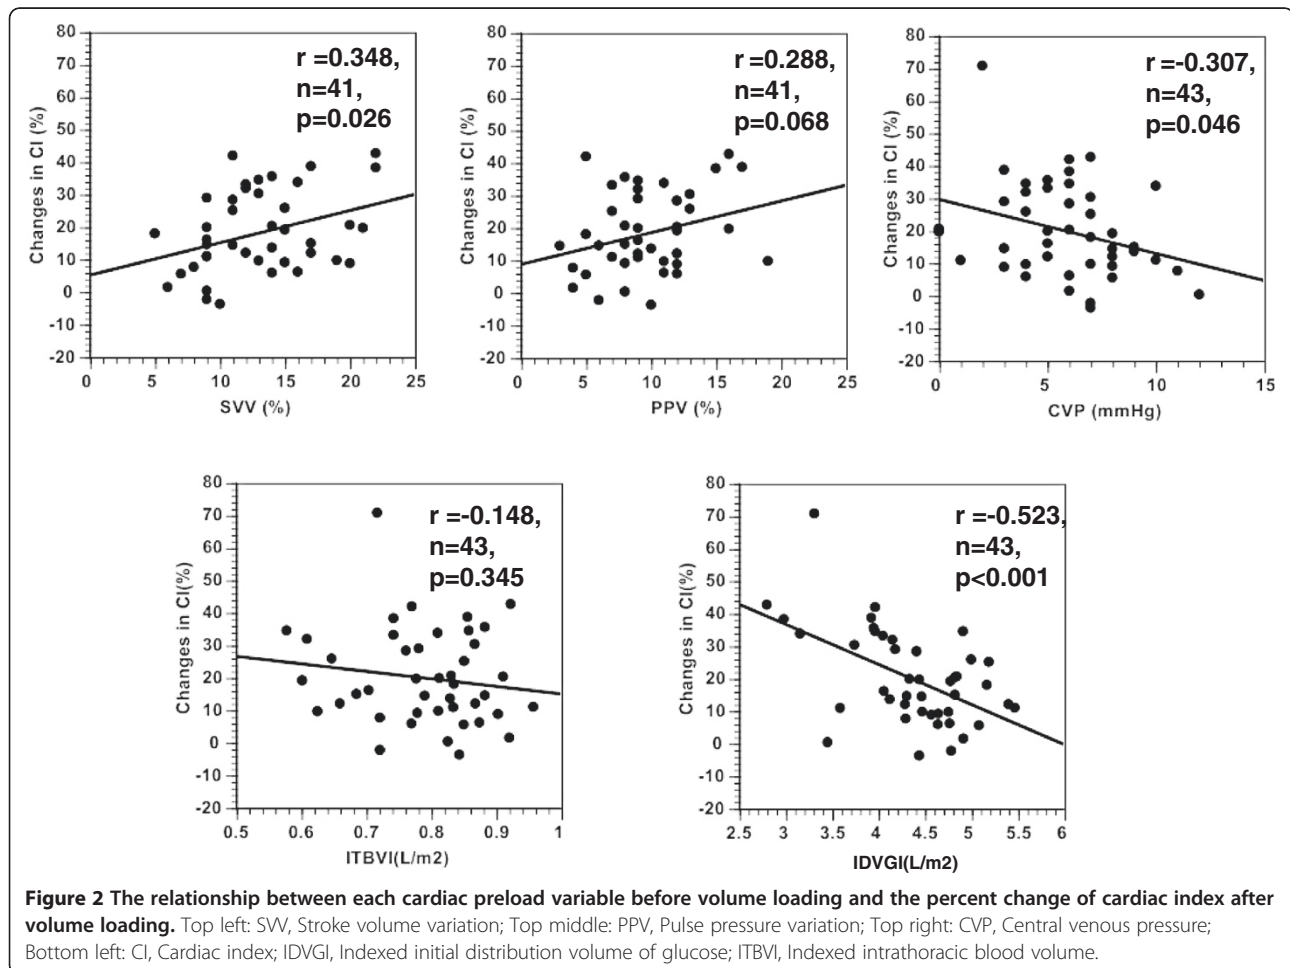 80
70
60
50
40
30
20
10
0
-10
-20
Changes in CI (%)
r =0.348,
n=41,
p=0.026
0 5 10 15 20 25
SVV (%)
80
70
60
50
40
30
20
10
0
-10
-20
Changes in CI (%)
r =0.288,
n=41,
p=0.068
0 5 10 15 20 25
PPV (%)
80
70
60
50
40
30
20
10
0
-10
-20
Changes in CI (%)
r =-0.307,
n=43,
p=0.046
0 5 10 15
CVP (mmHg)
80
70
60
50
40
30
20
10
0
-10
-20
Changes in CI(%)
r =-0.148,
n=43,
p=0.345
0.5 0.6 0.7 0.8 0.9 1
ITBVI(L/m2)
80
70
60
50
40
30
20
10
0
-10
-20
Changes in CI(%)
r =-0.523,
n=43,
p<0.001
2.5 3 3.5 4 4.5 5 5.5 6
IDVGI(L/m2)
Figure 2 The relationship between each cardiac preload variable before volume loading and the percent change of cardiac index after
volume loading. Top left: SVV, Stroke volume variation; Top middle: PPV, Pulse pressure variation; Top right: CVP, Central venous pressure;
Bottom left: CI, Cardiac index; IDVGI, Indexed initial distribution volume of glucose; ITBVI, Indexed intrathoracic blood volume.